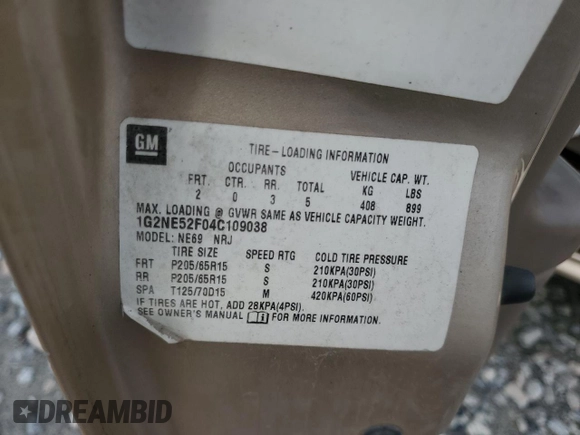 GM
TIRE-LOADING INFORMATION
OCCUPANTS VEHICLE CAP. WT.
FRT. CTR. RR. TOTAL KG LBS
2 0 3 5 408 899
MAX. LOADING @ GVWR SAME AS VEHICLE CAPACITY WEIGHT.
1G2NE52F04C109038
MODEL: NE69 NRJ
TIRE SIZE SPEED RTG COLD TIRE PRESSURE
FRT P205/65R15 S 210KPA(30PSI)
RR P205/65R15 S 210KPA(30PSI)
SPA T125/70D15 M 420KPA(60PSI)
IF TIRES ARE HOT, ADD 28KPA(4PSI).
SEE OWNER'S MANUAL FOR MORE INFORMATION.
DREAMBID